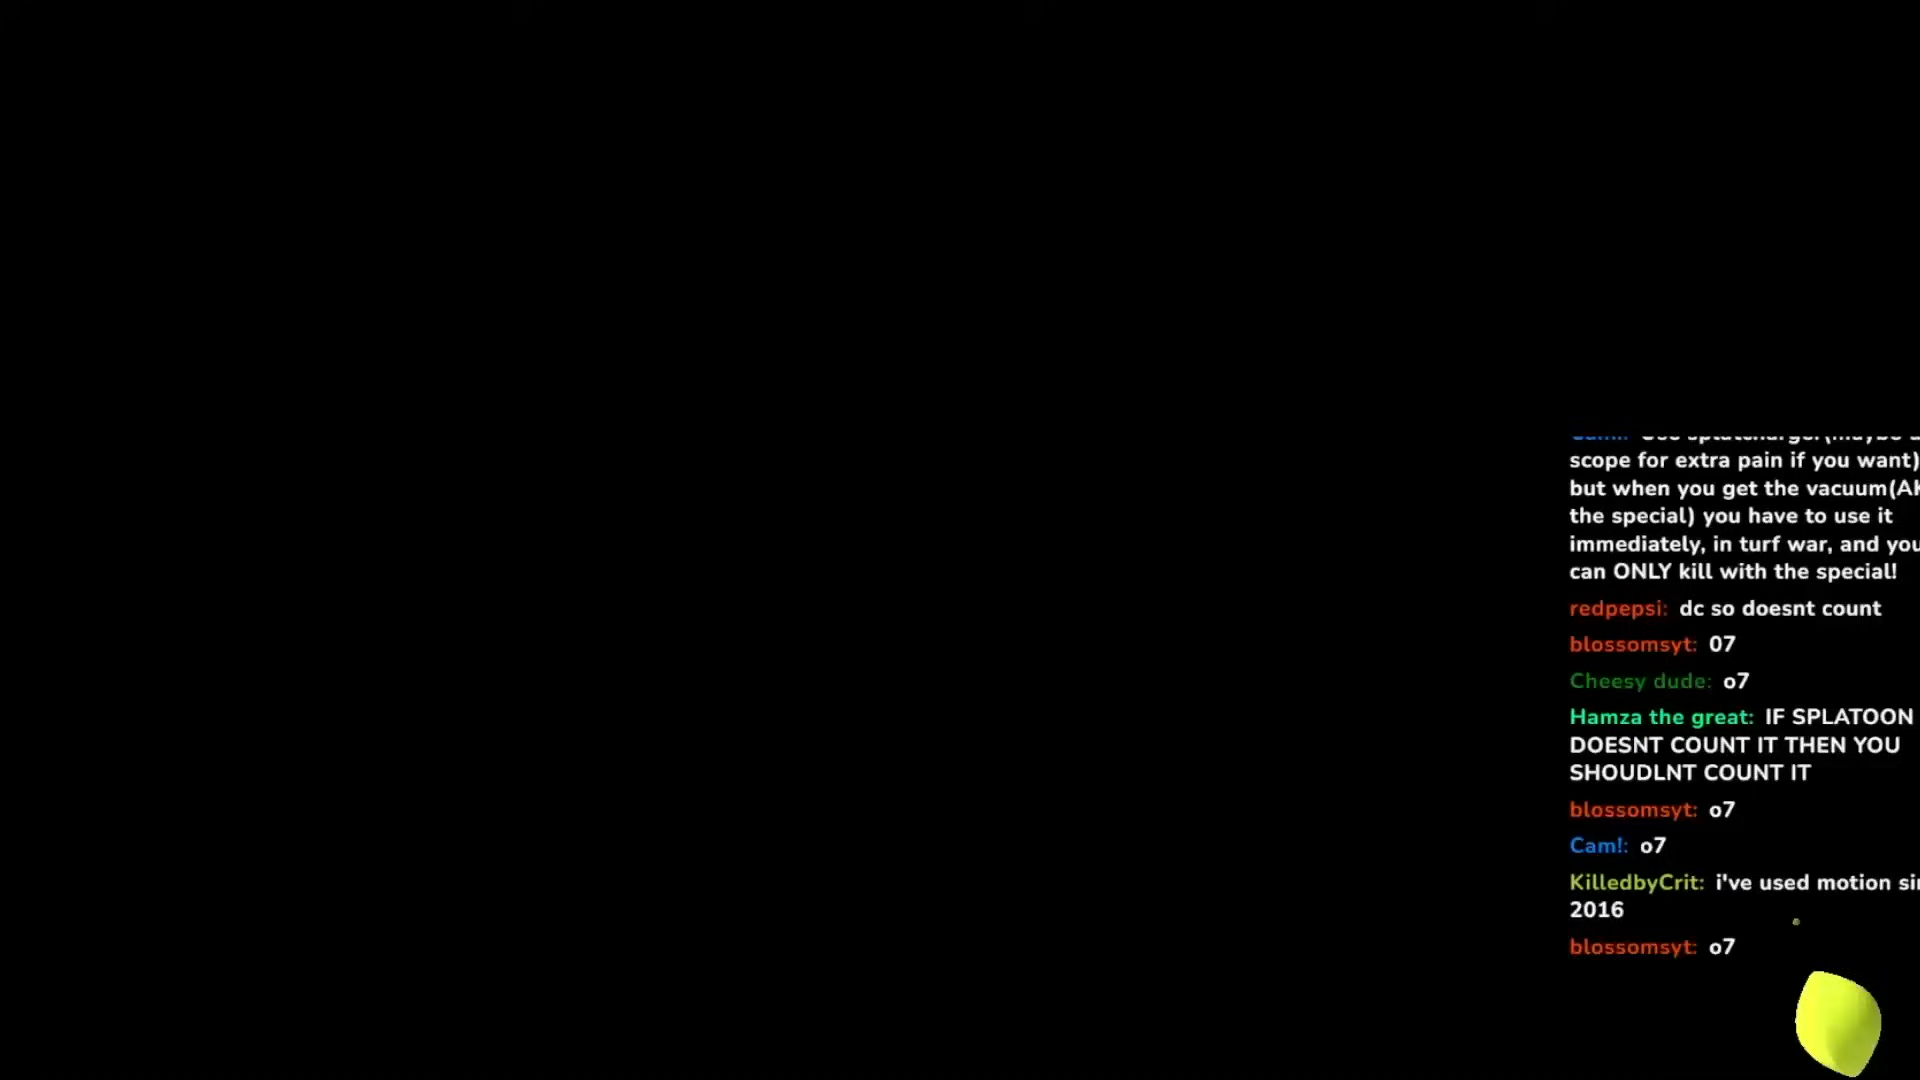 scope for extra pain if you want)
but when you get the vacuum(AK
the special) you have to use it
immediately, in turf war, and you
can ONLY kill with the special!
redpepsi: dc so doesnt count
blossomsyt: 07
Cheesy dude: o7
Hamza the great: IF SPLATOON
DOESNT COUNT IT THEN YOU
SHOUDLNT COUNT IT
blossomsyt: o7
Cam!: o7
KilledbyCrit: i've used motion sin
2016
blossomsyt: o7